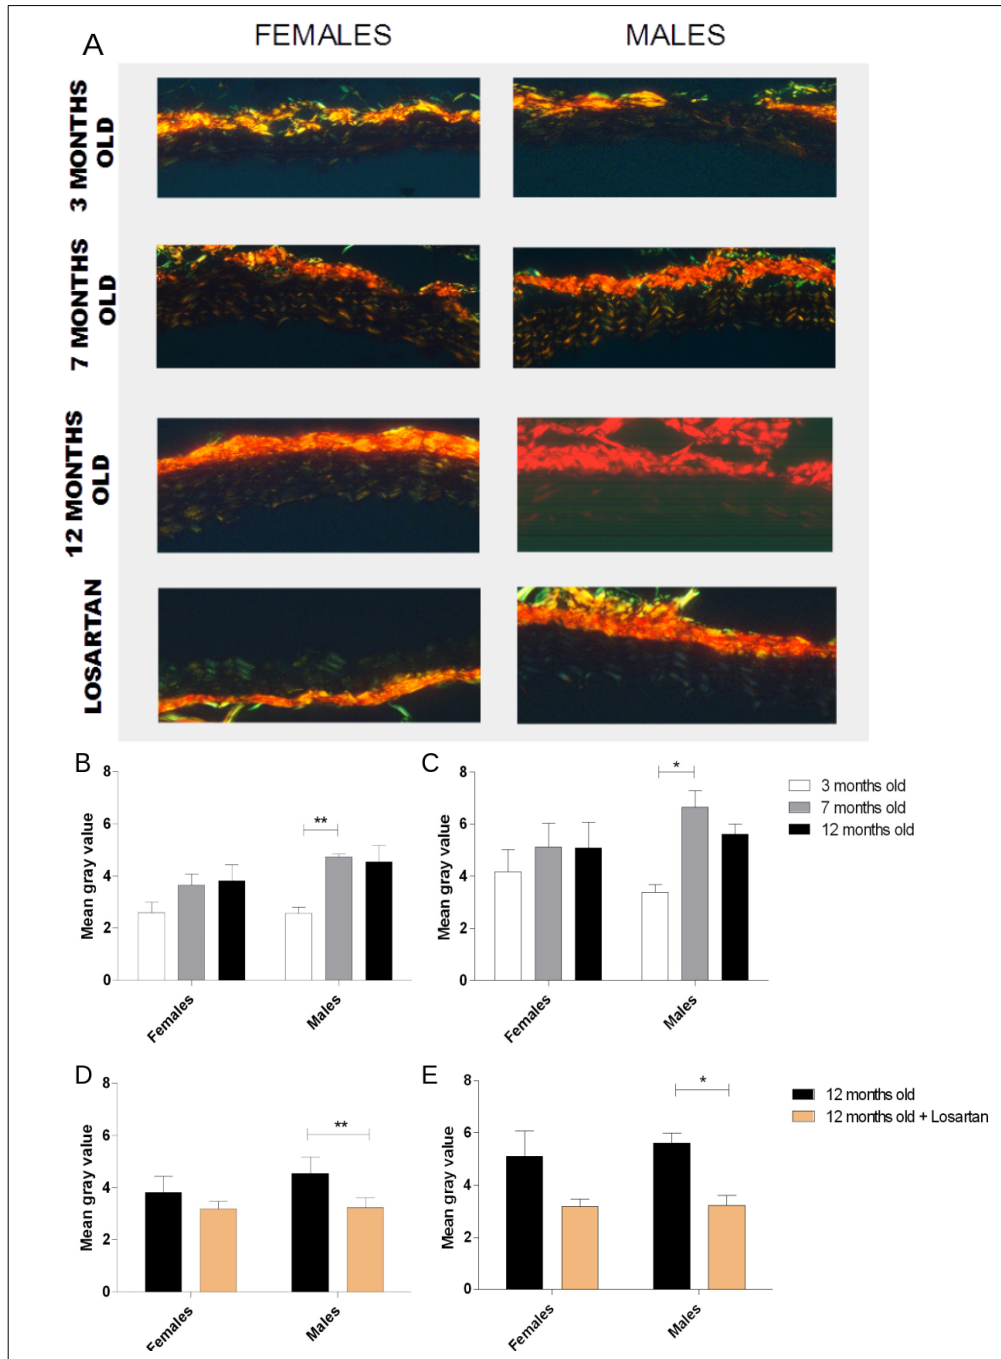 A
FEMALES
MALES
3 MONTHS
OLD
7 MONTHS
OLD
12 MONTHS
OLD
LOSARTAN
B
8
6
4
2
0
Mean gray value
**
Females
Males
C
8
6
4
2
0
Mean gray value
*
Females
Males
3 months old
7 months old
12 months old
D
8
6
4
2
0
Mean gray value
**
Females
Males
E
8
6
4
2
0
Mean gray value
*
Females
Males
12 months old
12 months old + Losartan